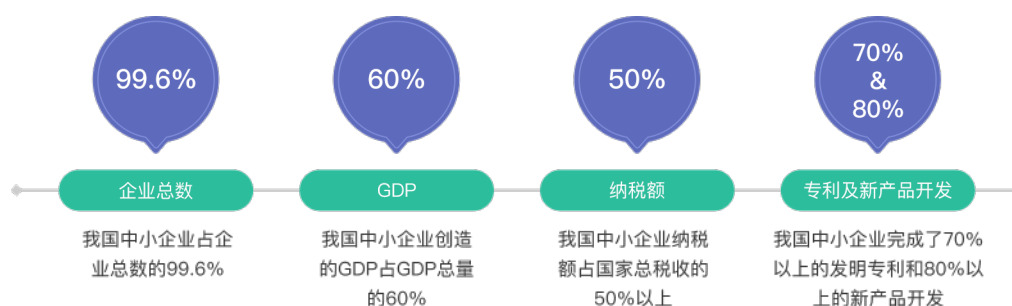 99.6%
60%
50%
70%
&
80%
企业总数
GDP
纳税额
专利及新产品开发
我国中小企业占企
业总数的99.6%
我国中小企业创造
的GDP占GDP总量
的60%
我国中小企业纳税
额占国家总税收的
50%以上
我国中小企业完成了70%
以上的发明专利和80%以
上的新产品开发